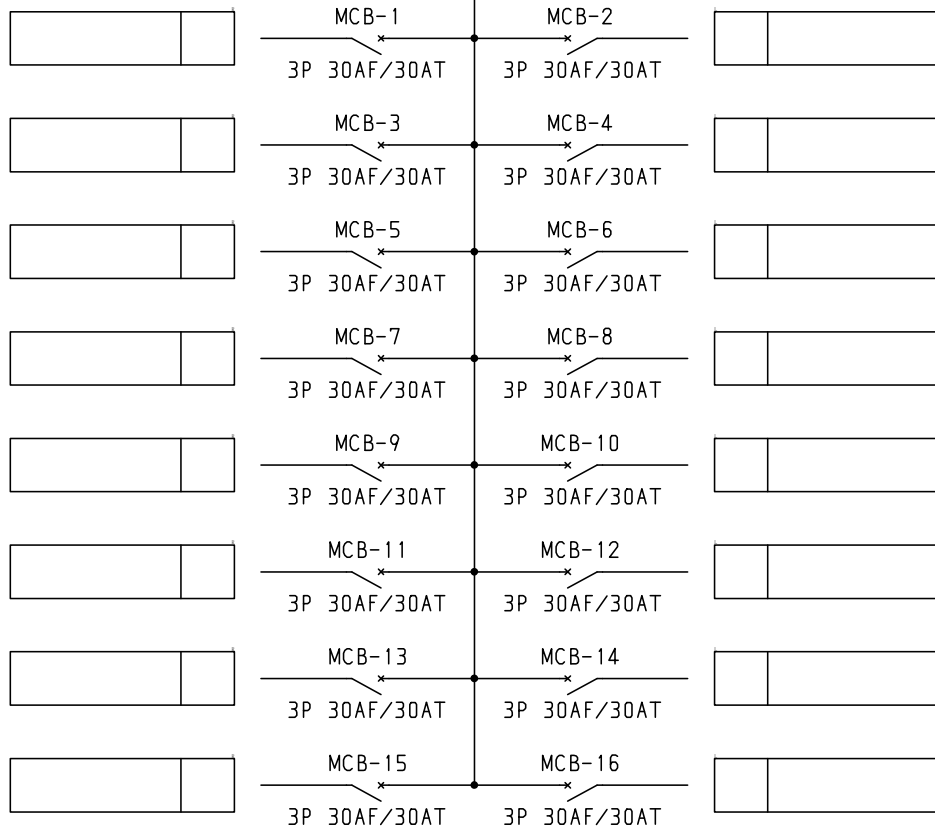 MCB-1 MCB-2
3P 30AF/30AT 3P 30AF/30AT
MCB-3 MCB-4
3P 30AF/30AT 3P 30AF/30AT
MCB-5 MCB-6
3P 30AF/30AT 3P 30AF/30AT
MCB-7 MCB-8
3P 30AF/30AT 3P 30AF/30AT
MCB-9 MCB-10
3P 30AF/30AT 3P 30AF/30AT
MCB-11 MCB-12
3P 30AF/30AT 3P 30AF/30AT
MCB-13 MCB-14
3P 30AF/30AT 3P 30AF/30AT
MCB-15 MCB-16
3P 30AF/30AT 3P 30AF/30AT